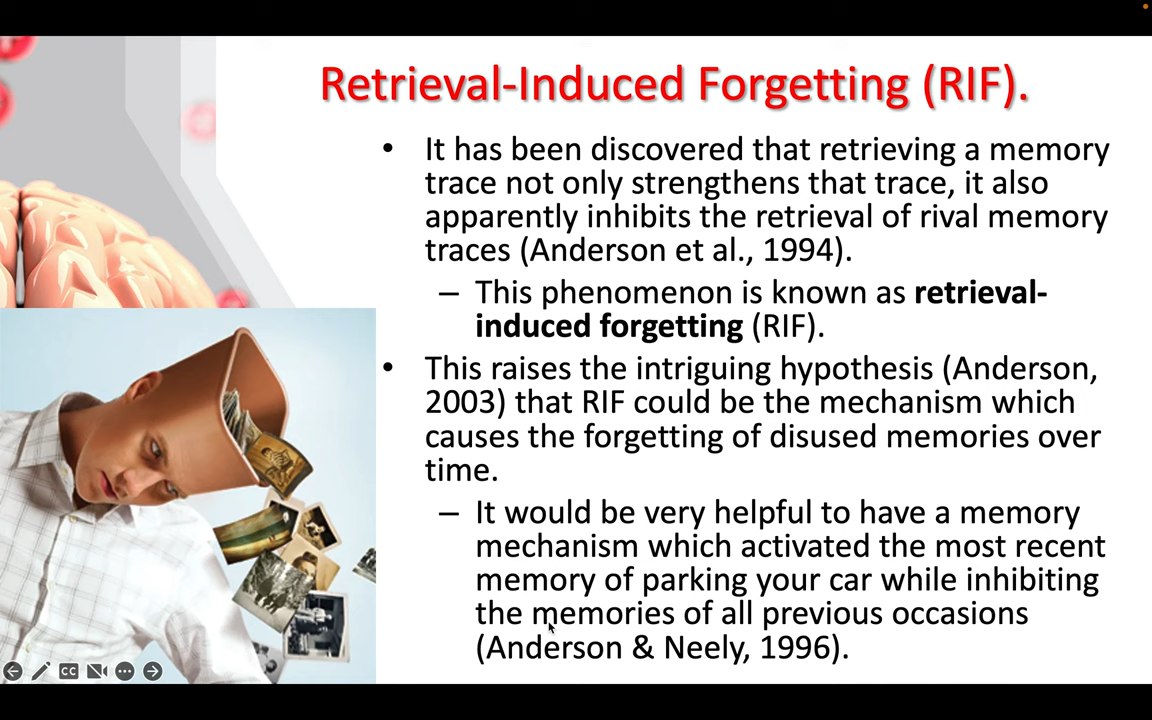 Retrieval-Induced Forgetting (RIF).
• It has been discovered that retrieving a memory
trace not only strengthens that trace, it also
apparently inhibits the retrieval of rival memory
traces (Anderson et al., 1994).
– This phenomenon is known as retrieval-
induced forgetting (RIF).
• This raises the intriguing hypothesis (Anderson,
2003) that RIF could be the mechanism which
causes the forgetting of disused memories over
time.
– It would be very helpful to have a memory
mechanism which activated the most recent
memory of parking your car while inhibiting
the memories of all previous occasions
(Anderson & Neely, 1996).
CC